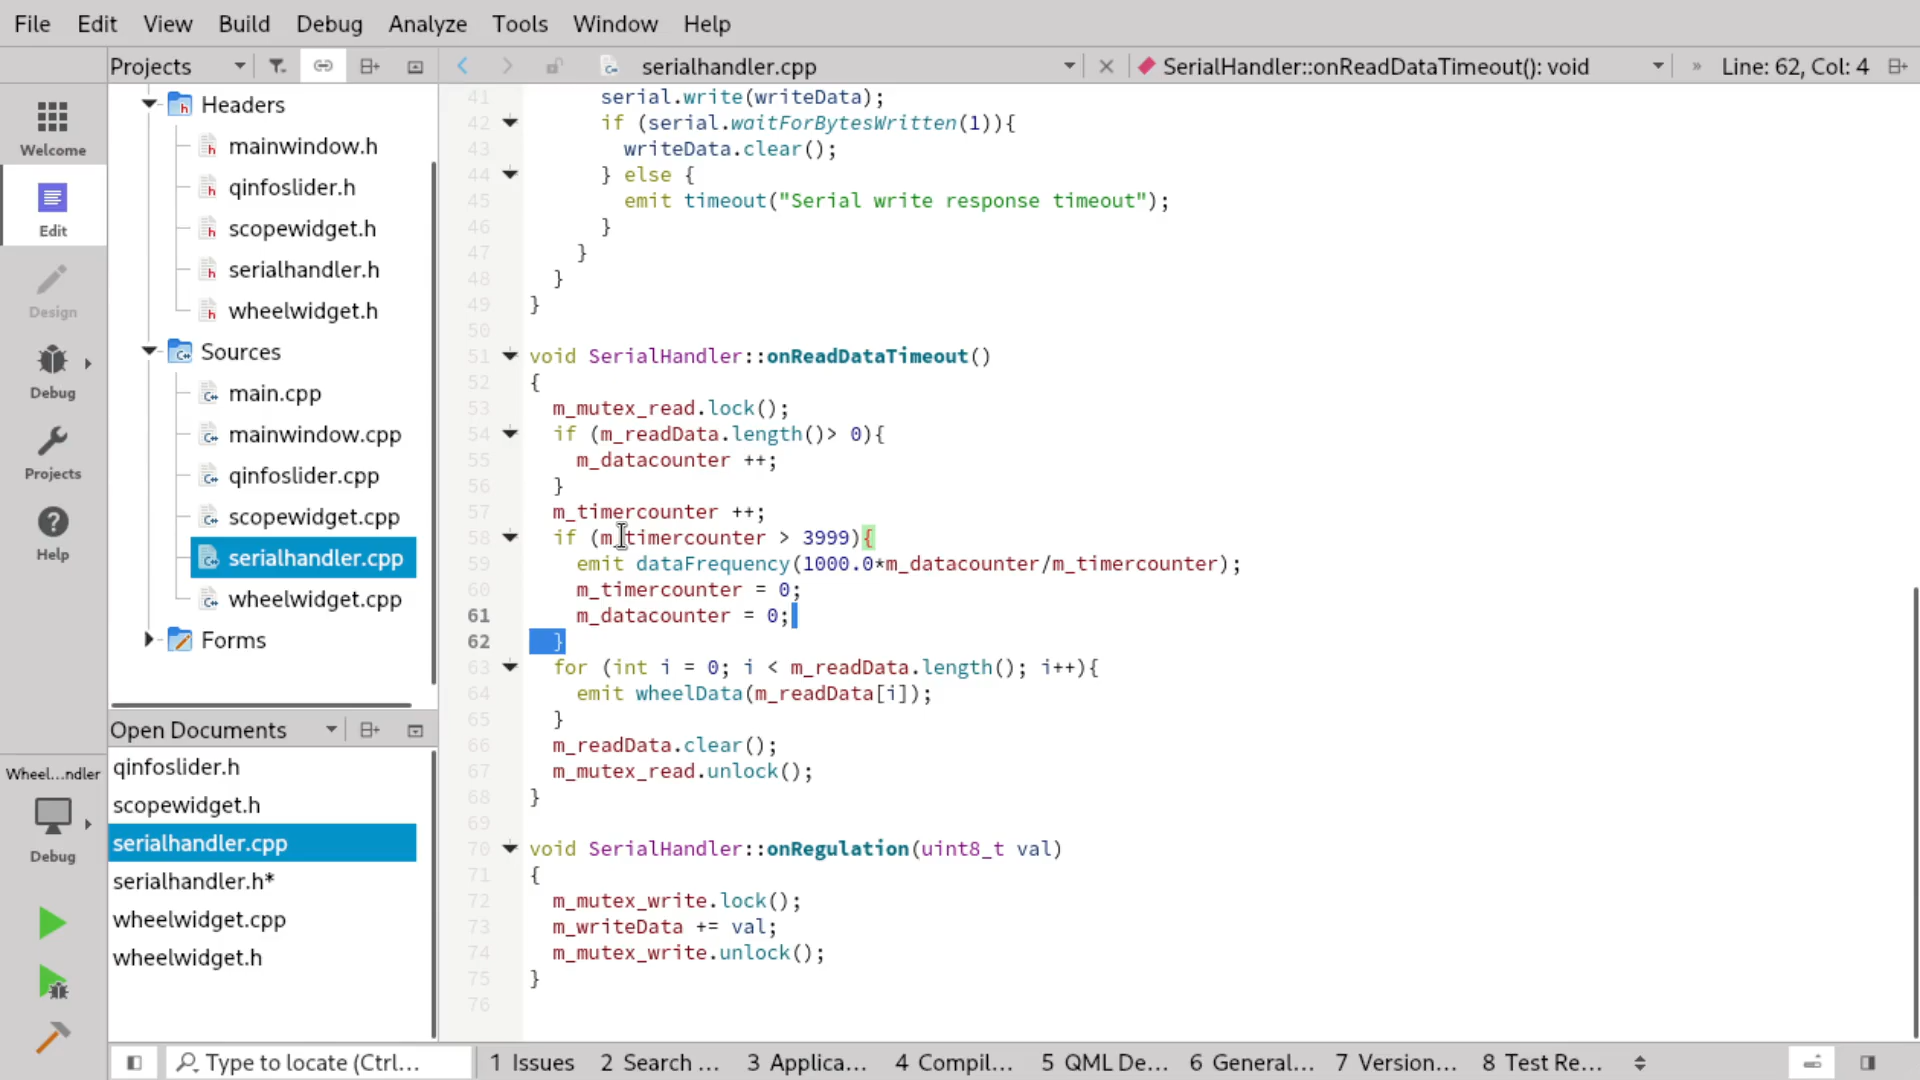 File Edit View Build Debug Analyze Tools Window Help
Projects serialhandler.cpp SerialHandler::onReadDataTimeout(): void » Line: 62, Col: 4
Welcome
Edit
Design
Debug
Projects
Help
Wheel...ndler
Debug
Headers
mainwindow.h
qinfoslider.h
scopewidget.h
serialhandler.h
wheelwidget.h
Sources
main.cpp
mainwindow.cpp
qinfoslider.cpp
scopewidget.cpp
serialhandler.cpp
wheelwidget.cpp
Forms
Open Documents
qinfoslider.h
scopewidget.h
serialhandler.cpp
serialhandler.h*
wheelwidget.cpp
wheelwidget.h
41 serial.write(writeData);
42 if (serial.waitForBytesWritten(1)){
43 writeData.clear();
44 } else {
45 emit timeout("Serial write response timeout");
46 }
47 }
48 }
49 }
50
51 void SerialHandler::onReadDataTimeout()
52 {
53 m_mutex_read.lock();
54 if (m_readData.length()> 0){
55 m_datacounter ++;
56 }
57 m_timercounter ++;
58 if (m_timercounter > 3999){
59 emit dataFrequency(1000.0*m_datacounter/m_timercounter);
60 m_timercounter = 0;
61 m_datacounter = 0;
62 }
63 for (int i = 0; i < m_readData.length(); i++){
64 emit wheelData(m_readData[i]);
65 }
66 m_readData.clear();
67 m_mutex_read.unlock();
68 }
69
70 void SerialHandler::onRegulation(uint8_t val)
71 {
72 m_mutex_write.lock();
73 m_writeData += val;
74 m_mutex_write.unlock();
75 }
76
Type to locate (Ctrl... 1 Issues 2 Search ... 3 Applica... 4 Compil... 5 QML De... 6 General... 7 Version... 8 Test Re...